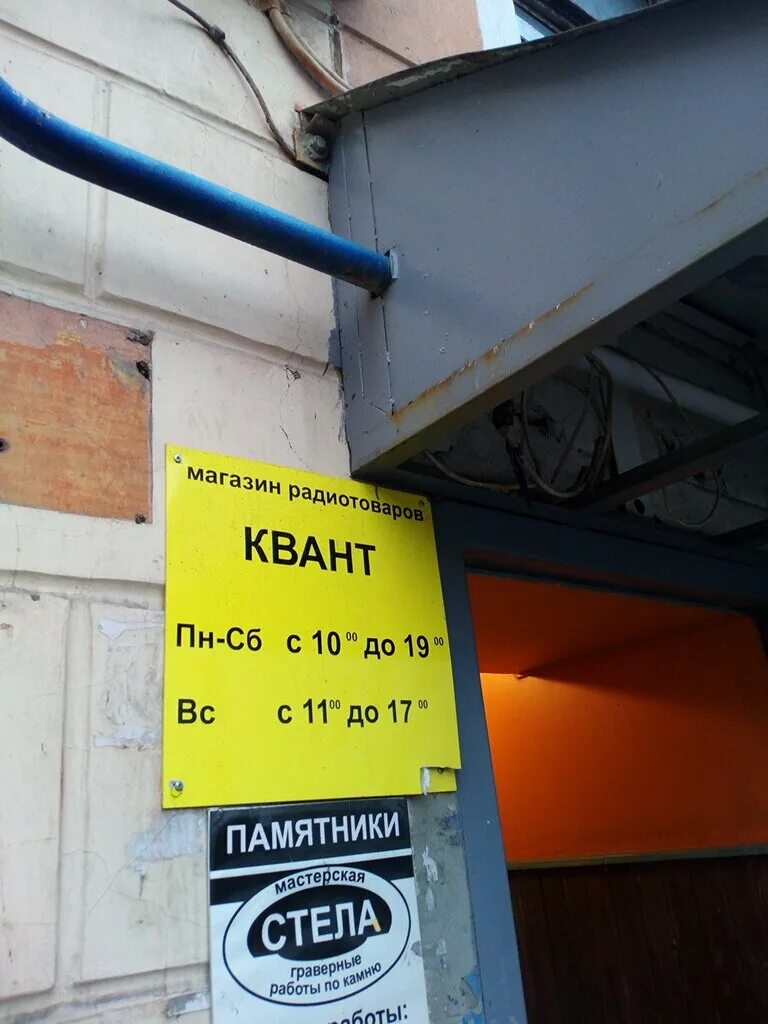 магазин радиотоваров
КВАНТ
Пн-Сб с 10 00 до 19 00
Вс с 11 00 до 17 00
ПАМЯТНИКИ
мастерская
СТЕЛА
граверные
работы по камню